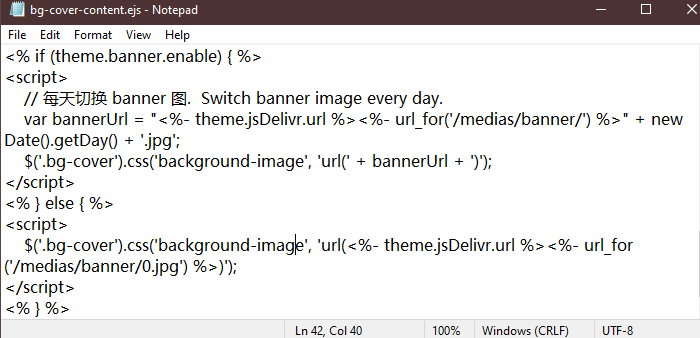 bg-cover-content.ejs - Notepad
File Edit Format View Help
<% if (theme.banner.enable) { %>
<script>
    // 每天切换 banner 图.  Switch banner image every day.
    var bannerUrl = "<%- theme.jsDelivr.url %><%- url_for('/medias/banner/') %>" + new
Date().getDay() + '.jpg';
    $('.bg-cover').css('background-image', 'url(' + bannerUrl + ')');
</script>
<% } else { %>
<script>
    $('.bg-cover').css('background-image', 'url(<%- theme.jsDelivr.url %><%- url_for
('/medias/banner/0.jpg') %>)');
</script>
<% } %>
Ln 42, Col 40 100% Windows (CRLF) UTF-8